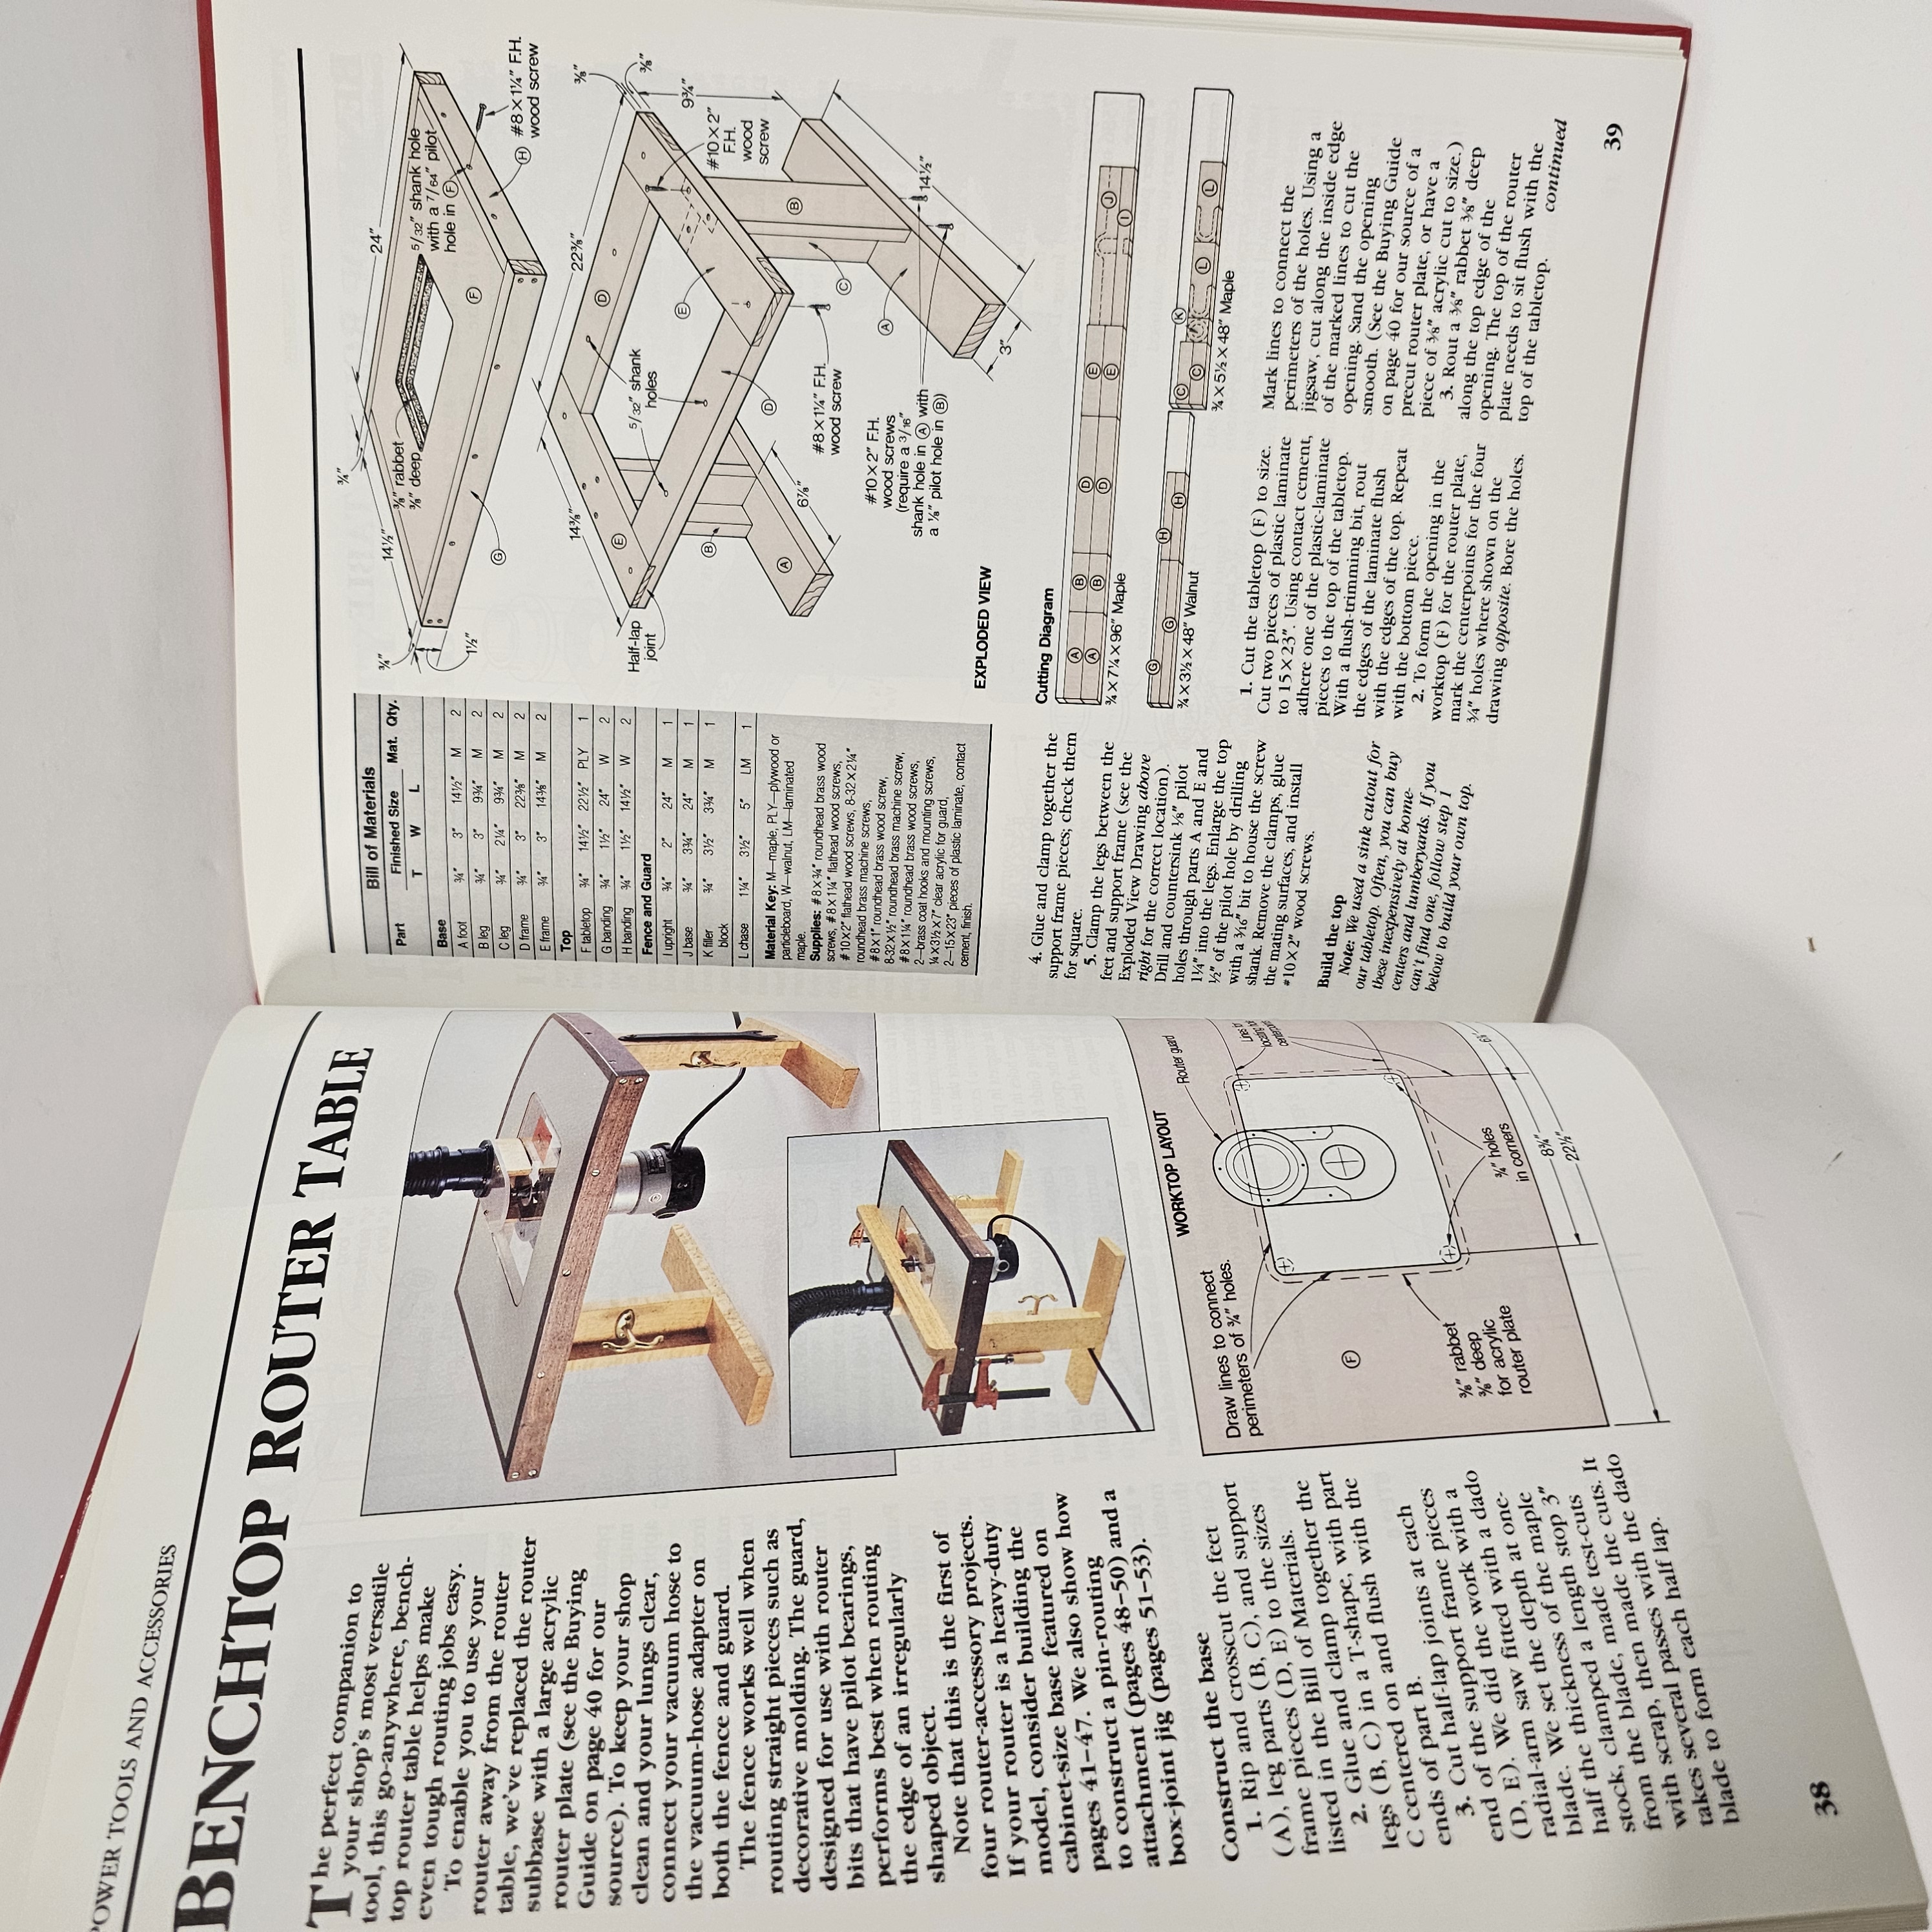 POWER TOOLS AND ACCESSORIES
BENCHTOP ROUTER TABLE
The perfect companion to
your shop's most versatile
tool, this go-anywhere, bench-
top router table helps make
even tough routing jobs easy.
To enable you to use your
router away from the router
table, we've replaced the router
subbase with a large acrylic
router plate (see the Buying
Guide on page 40 for our
source). To keep your shop
clean and your lungs clear,
connect your vacuum hose to
the vacuum-hose adapter on
both the fence and guard.
The fence works well when
routing straight pieces such as
decorative molding. The guard,
designed for use with router
bits that have pilot bearings,
performs best when routing
the edge of an irregularly
shaped object.
Note that this is the first of
four router-accessory projects.
If your router is a heavy-duty
model, consider building the
cabinet-size base featured on
pages 41–47. We also show how
to construct a pin-routing
attachment (pages 48–50) and a
box-joint jig (pages 51–53).
Construct the base
1. Rip and crosscut the feet
(A), leg parts (B, C), and support
frame pieces (D, E) to the sizes
listed in the Bill of Materials.
2. Glue and clamp together the
legs (B, C) in a T-shape, with part
C centered on and flush with the
ends of part B.
3. Cut half-lap joints at each
end of the support frame pieces
(D, E). We did the work with a
radial-arm saw fitted with a dado
blade. We set the depth at one-
half the thickness of the maple
stock, clamped a length stop 3"
from the blade, made test-cuts
with scrap, then made the cuts. It
takes several passes with the dado
blade to form each half lap.
38
WORKTOP LAYOUT
Draw lines to connect
perimeters of ¾" holes.
Router guard
Lines for
locating hole
centerpoints
F
⅜" rabbet
⅜" deep
for acrylic
router plate
¾" holes
in corners
8¾"
22½"
Bill of Materials
Part Finished Size Mat. Qty.
T W L
Base
A foot ¾" 3" 14½" M 2
B leg ¾" 3" 9¾" M 2
C leg ¾" 2¼" 9¾" M 2
D frame ¾" 3" 22⅜" M 2
E frame ¾" 3" 14⅜" M 2
Top
F tabletop ¾" 14½" 22½" PLY 1
G banding ¾" 1½" 24" W 2
H banding ¾" 1½" 14½" W 2
Fence and Guard
I upright ¾" 2" 24" M 1
J base ¾" 3¾" 24" M 1
K filler ¾" 3½" 3¾" M 1
block
L chase 1¼" 3½" 5" LM 1
Material Key: M—maple, PLY—plywood or
particleboard, W—walnut, LM—laminated
maple.
Supplies: #8×¾" roundhead brass wood
screws, #8×1¼" flathead wood screws,
#10×2" flathead wood screws, 8-32×2¼"
roundhead brass machine screws,
#8×1" roundhead brass wood screw,
8-32×½" roundhead brass machine screw,
#8×1¼" roundhead brass wood screws,
2—brass coat hooks and mounting screws,
¼×3½×7" clear acrylic for guard,
2—15×23" pieces of plastic laminate, contact
cement, finish.
¾"
24"
14½"
¾"
⅜" rabbet
⅜" deep
5/32" shank hole
with a 7/64" pilot
hole in F
1½"
F
G
H
#8×1¼" F.H.
wood screw
14⅜"
22⅜"
⅜"
E
D
Half-lap
joint
5/32" shank
holes
⅜"
E
9¾"
B
#10×2"
F.H.
wood
screw
D
A
B
6⅞"
#8×1¼" F.H.
wood screw
C
#10×2" F.H.
wood screws
(require a 3/16"
shank hole in A with
a ⅛" pilot hole in B)
A
14½"
3"
EXPLODED VIEW
Cutting Diagram
A B D E
A B D E J
I
¾×7¼×96" Maple
G H
G H
¾×3½×48" Walnut
C K
C L L
¾×5½×48" Maple
4. Glue and clamp together the
support frame pieces; check them
for square.
5. Clamp the legs between the
feet and support frame (see the
Exploded View Drawing above
right for the correct location).
Drill and countersink ⅛" pilot
holes through parts A and E and
1¼" into the legs. Enlarge the top
½" of the pilot hole by drilling
with a 3/16" bit to house the screw
shank. Remove the clamps, glue
the mating surfaces, and install
#10×2" wood screws.
Build the top
Note: We used a sink cutout for
our tabletop. Often, you can buy
these inexpensively at home-
centers and lumberyards. If you
can't find one, follow step 1
below to build your own top.
1. Cut the tabletop (F) to size.
Cut two pieces of plastic laminate
to 15×23". Using contact cement,
adhere one of the plastic-laminate
pieces to the top of the tabletop.
With a flush-trimming bit, rout
the edges of the laminate flush
with the edges of the top. Repeat
with the bottom piece.
2. To form the opening in the
worktop (F) for the router plate,
mark the centerpoints for the four
¾" holes where shown on the
drawing opposite. Bore the holes.
Mark lines to connect the
perimeters of the holes. Using a
jigsaw, cut along the inside edge
of the marked lines to cut the
opening. Sand the opening
smooth. (See the Buying Guide
on page 40 for our source of a
precut router plate, or have a
piece of ⅜" acrylic cut to size.)
3. Rout a ⅜" rabbet ⅜" deep
along the top edge of the
opening. The top of the router
plate needs to sit flush with the
top of the tabletop.
continued
39